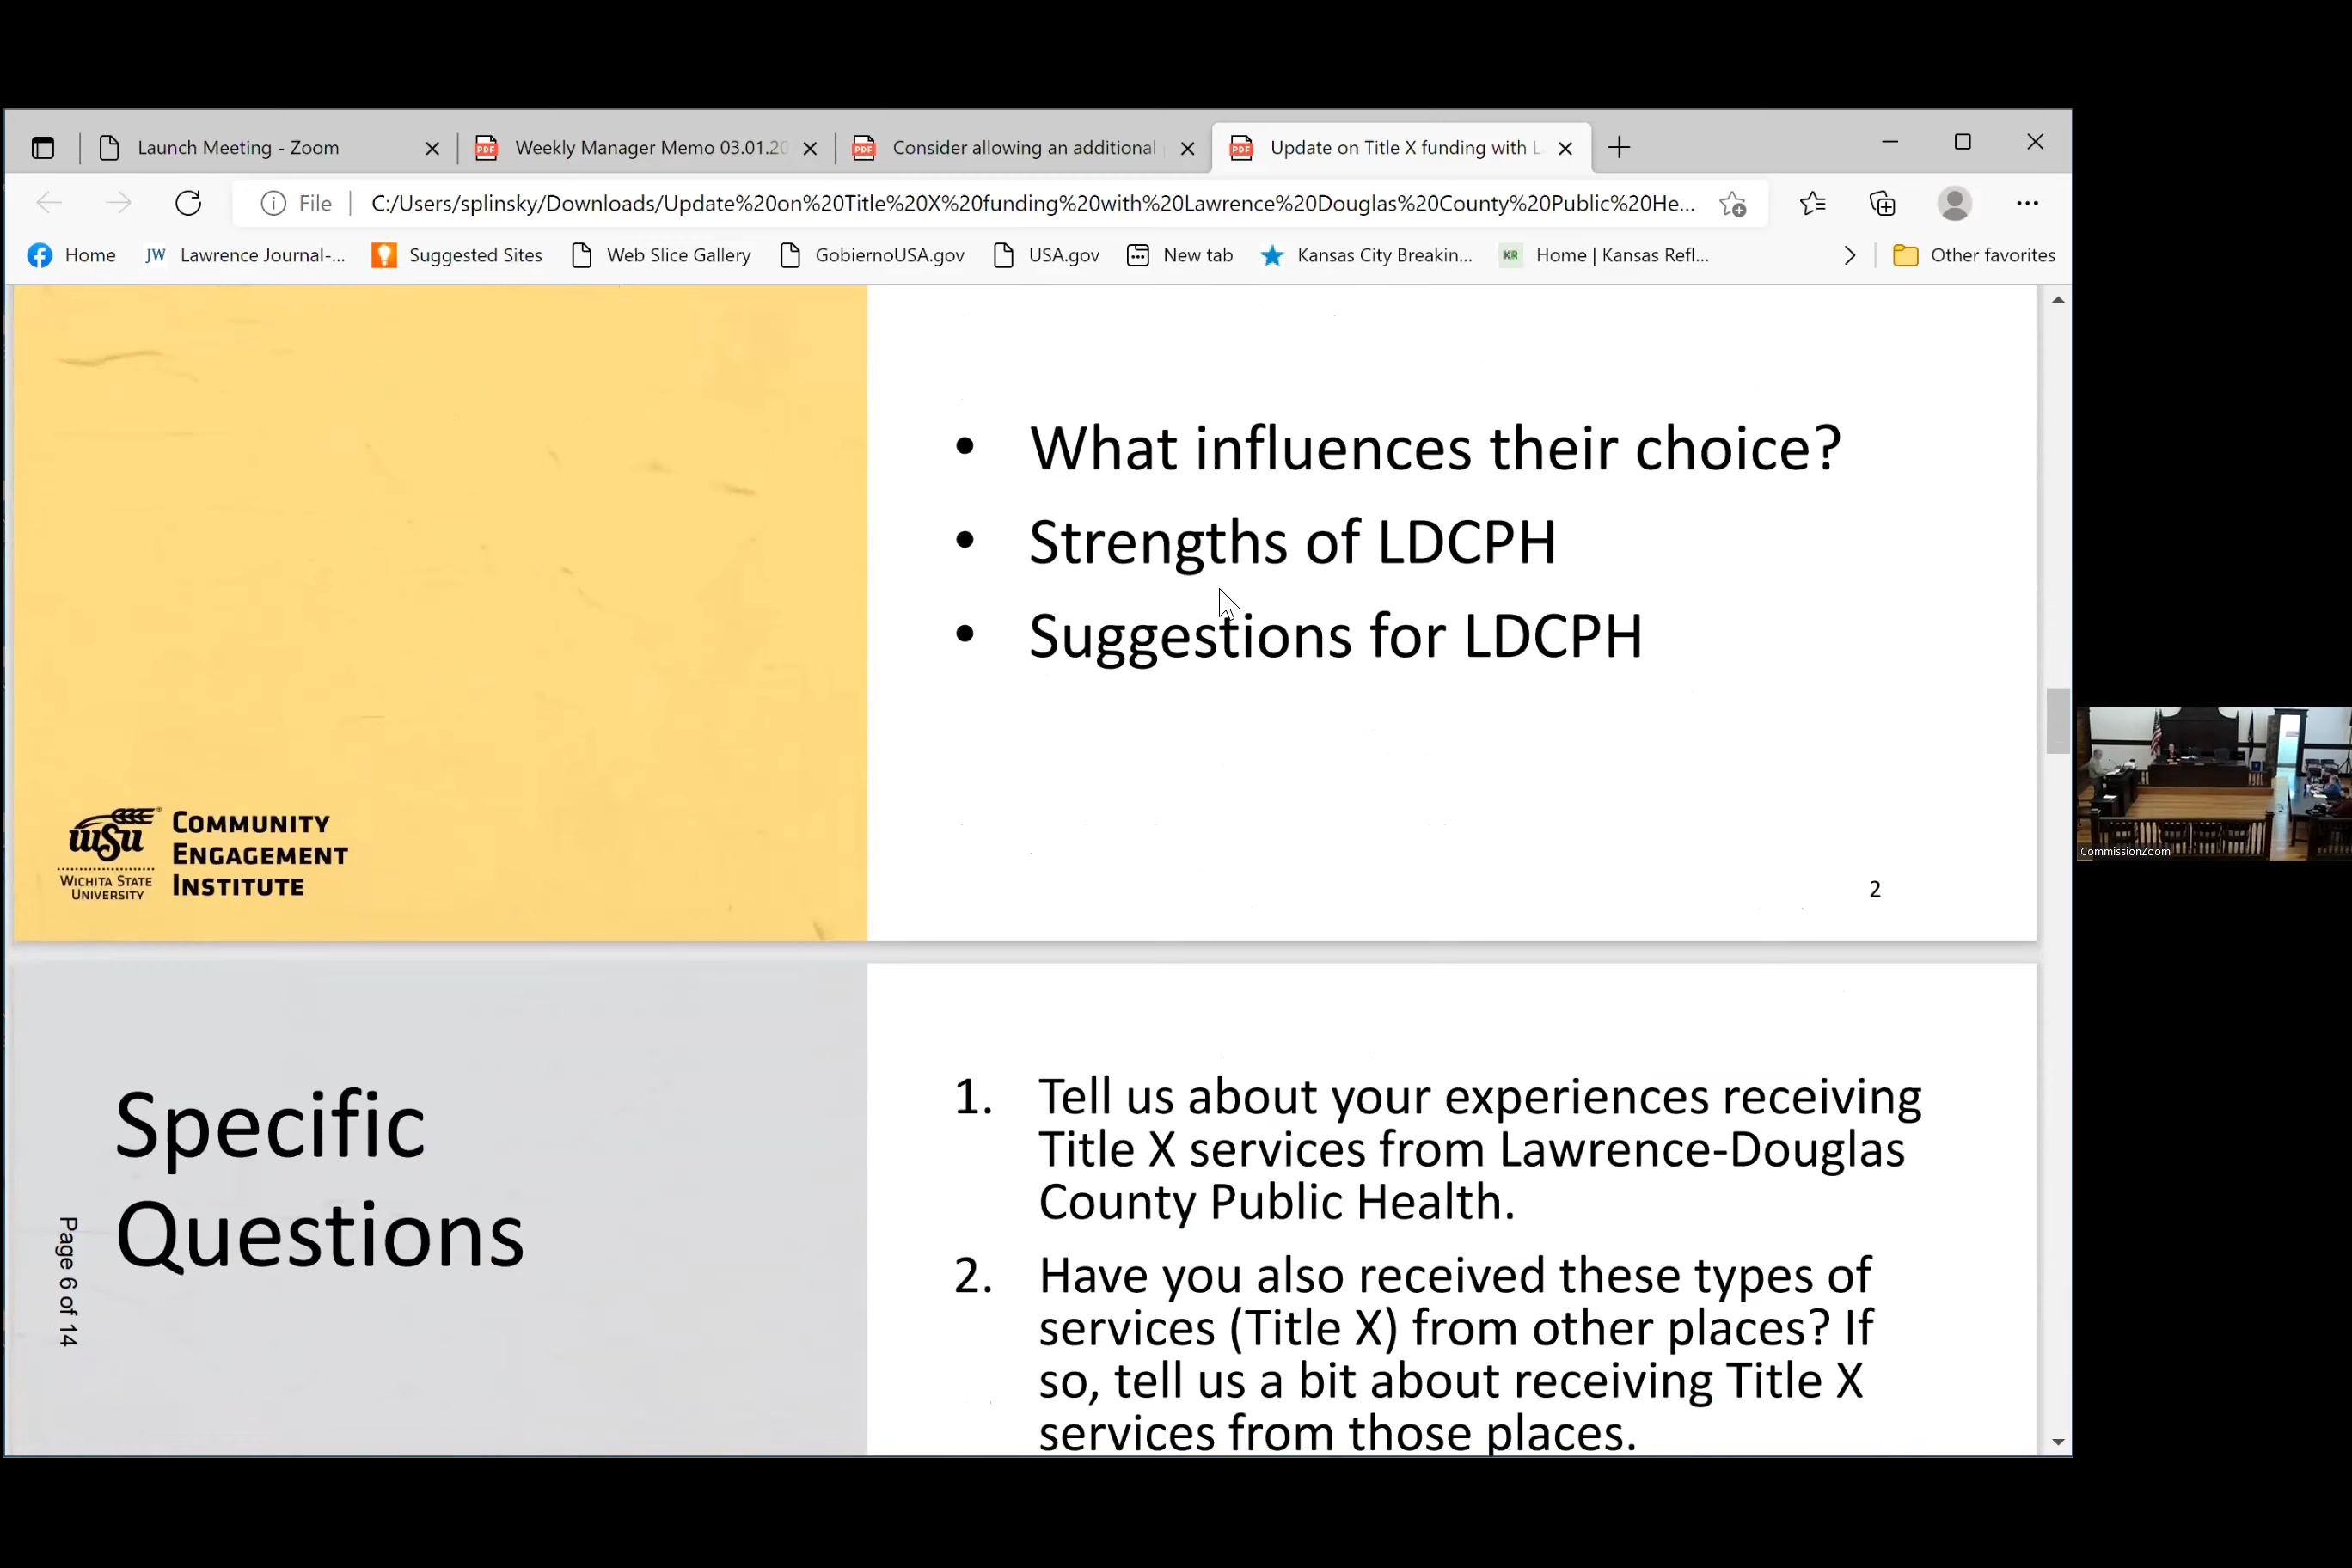 Launch Meeting - Zoom
Weekly Manager Memo 03.01.20
Consider allowing an additional
Update on Title X funding with L
File
C:/Users/splinsky/Downloads/Update%20on%20Title%20X%20funding%20with%20Lawrence%20Douglas%20County%20Public%20He...
Home
JW Lawrence Journal-...
Suggested Sites
Web Slice Gallery
GobiernoUSA.gov
USA.gov
New tab
Kansas City Breakin...
KR Home | Kansas Refl...
Other favorites
• What influences their choice?
• Strengths of LDCPH
• Suggestions for LDCPH
WSU
WICHITA STATE
UNIVERSITY
COMMUNITY
ENGAGEMENT
INSTITUTE
2
CommissionZoom
Specific
Questions
Page 6 of 14
1. Tell us about your experiences receiving
Title X services from Lawrence-Douglas
County Public Health.
2. Have you also received these types of
services (Title X) from other places? If
so, tell us a bit about receiving Title X
services from those places.